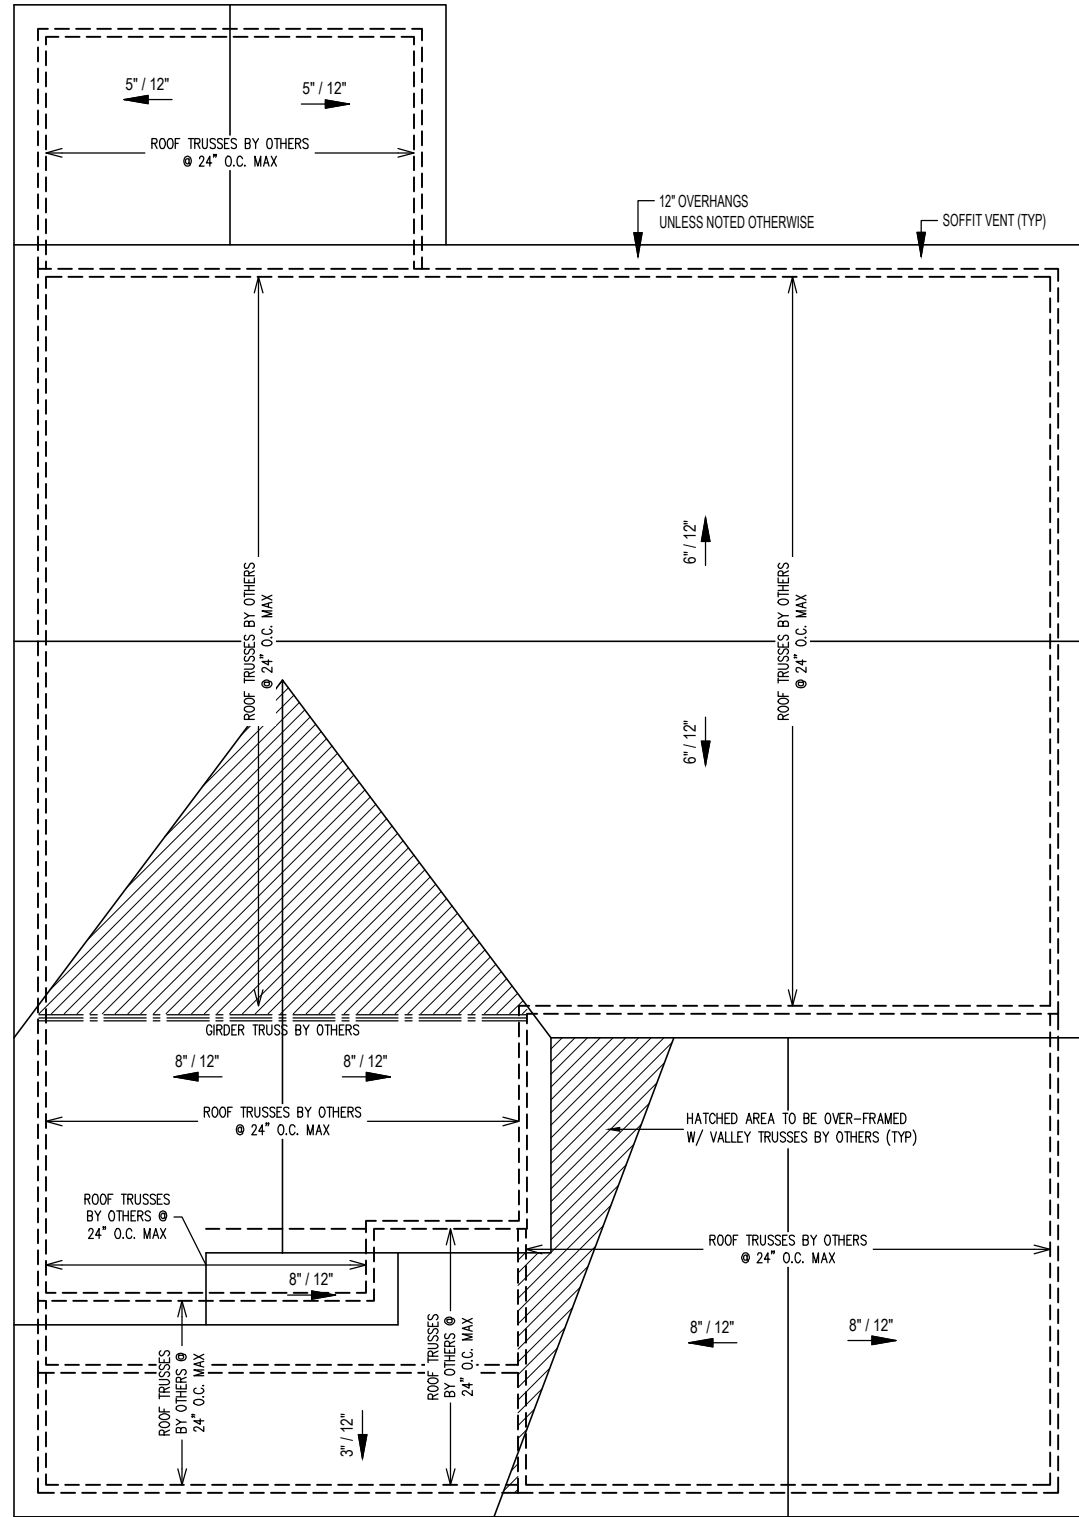 5" / 12"
5" / 12"
ROOF TRUSSES BY OTHERS
@ 24" O.C. MAX
12" OVERHANGS
UNLESS NOTED OTHERWISE
SOFFIT VENT (TYP)
6" / 12"
ROOF TRUSSES BY OTHERS
@ 24" O.C. MAX
ROOF TRUSSES BY OTHERS
@ 24" O.C. MAX
6" / 12"
GIRDER TRUSS BY OTHERS
8" / 12"
8" / 12"
ROOF TRUSSES BY OTHERS
@ 24" O.C. MAX
HATCHED AREA TO BE OVER-FRAMED
W/ VALLEY TRUSSES BY OTHERS (TYP)
ROOF TRUSSES
BY OTHERS @
24" O.C. MAX
ROOF TRUSSES BY OTHERS
@ 24" O.C. MAX
8" / 12"
8" / 12"
8" / 12"
ROOF TRUSSES
BY OTHERS @
24" O.C. MAX
ROOF TRUSSES
BY OTHERS @
24" O.C. MAX
3" / 12"